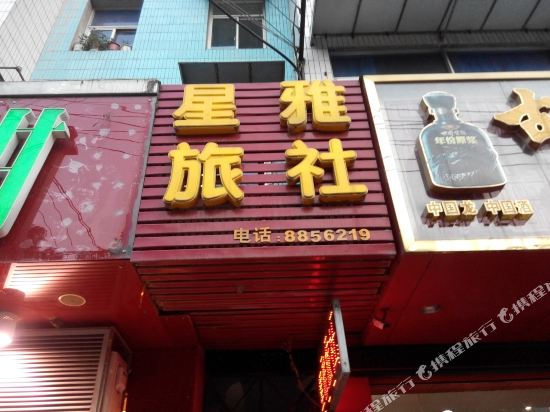 星雅
旅社
电话:8856219
年份原浆
中国龙 中国酒
携程旅行
携程旅行